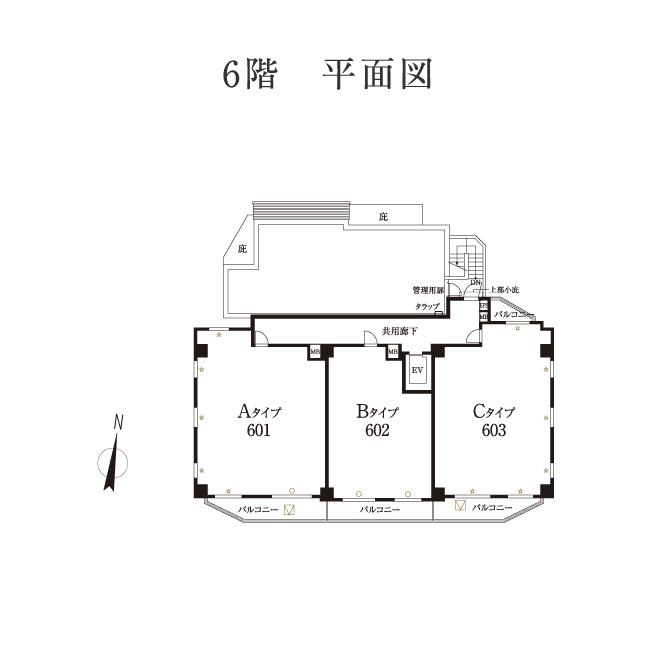 6階　平面図
庇
庇
DN
管理用扉
上部小庇
タラップ
EPS
MB
バルコニー
共用廊下
MB
MB
EV
Aタイプ
601
Bタイプ
602
Cタイプ
603
N
バルコニー
バルコニー
バルコニー